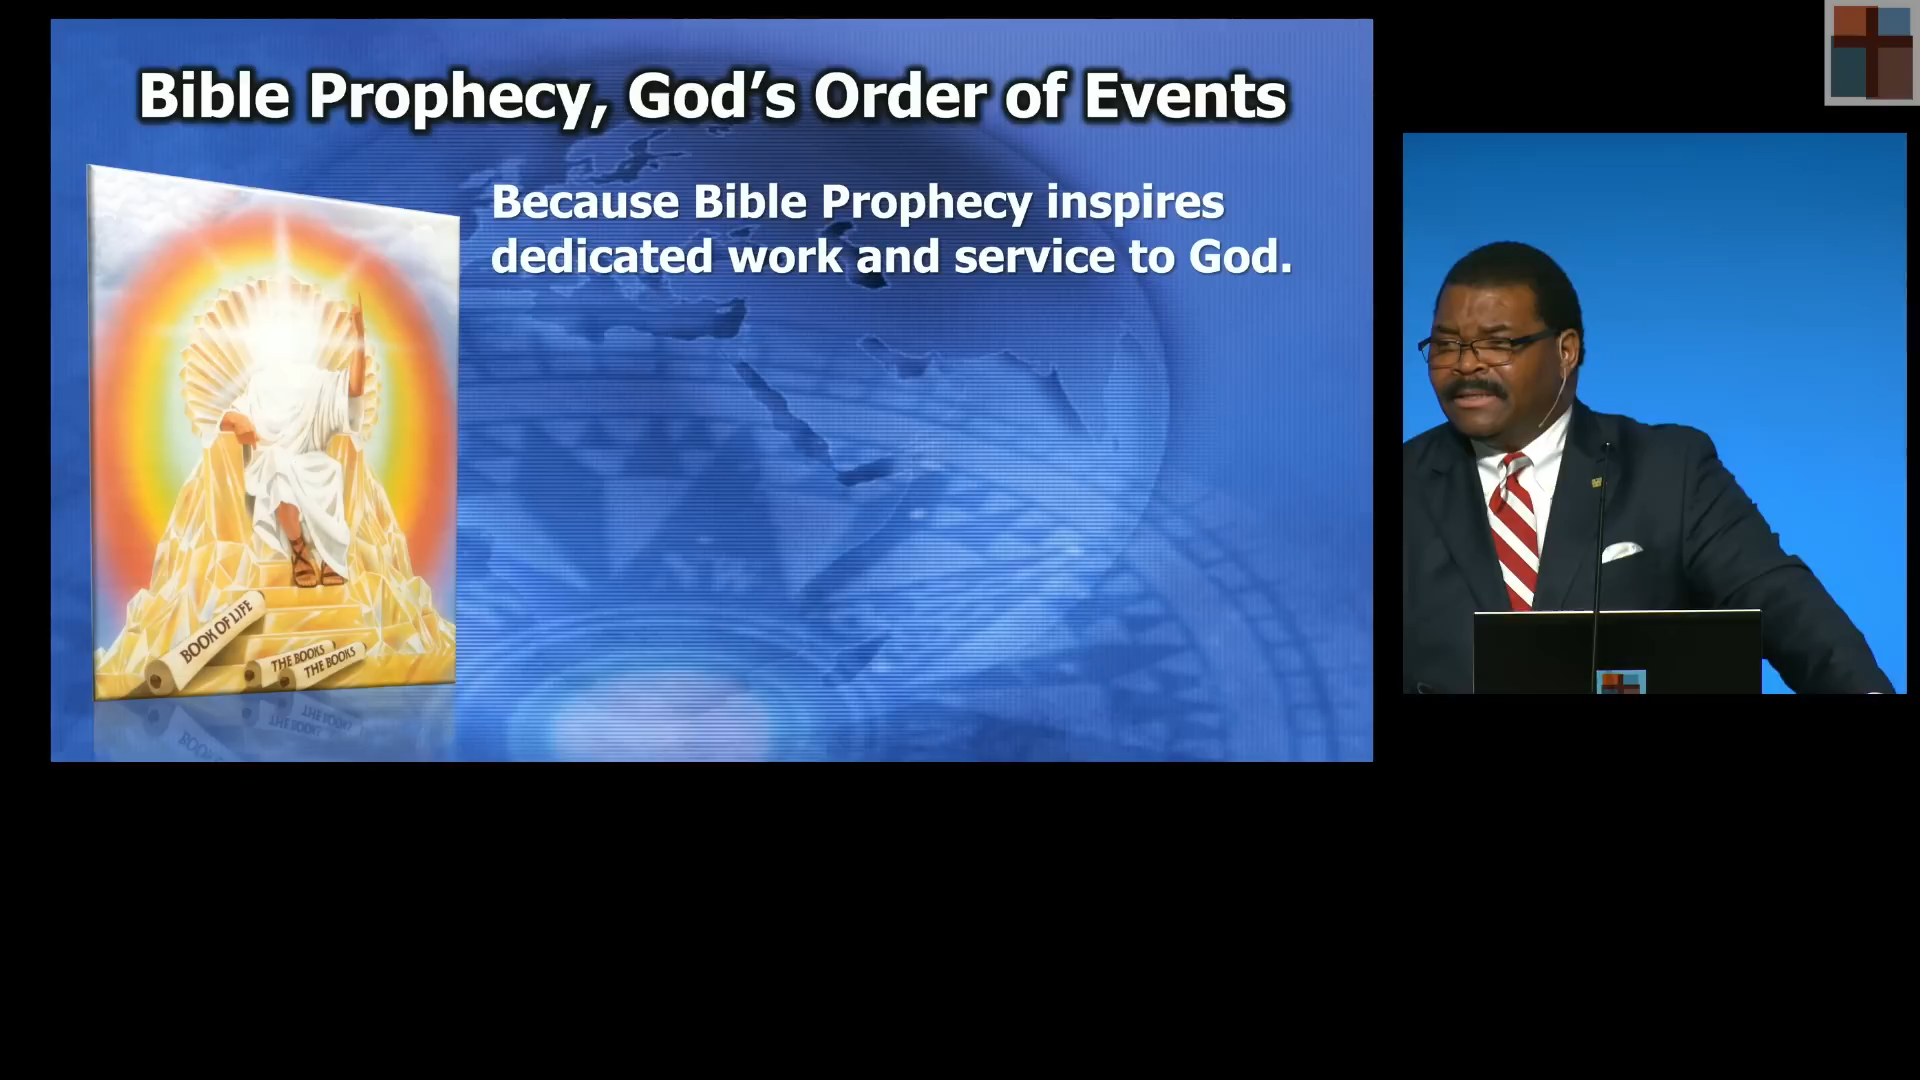 Bible Prophecy, God's Order of Events
Because Bible Prophecy inspires
dedicated work and service to God.
BOOK OF LIFE
THE BOOKS
THE BOOKS